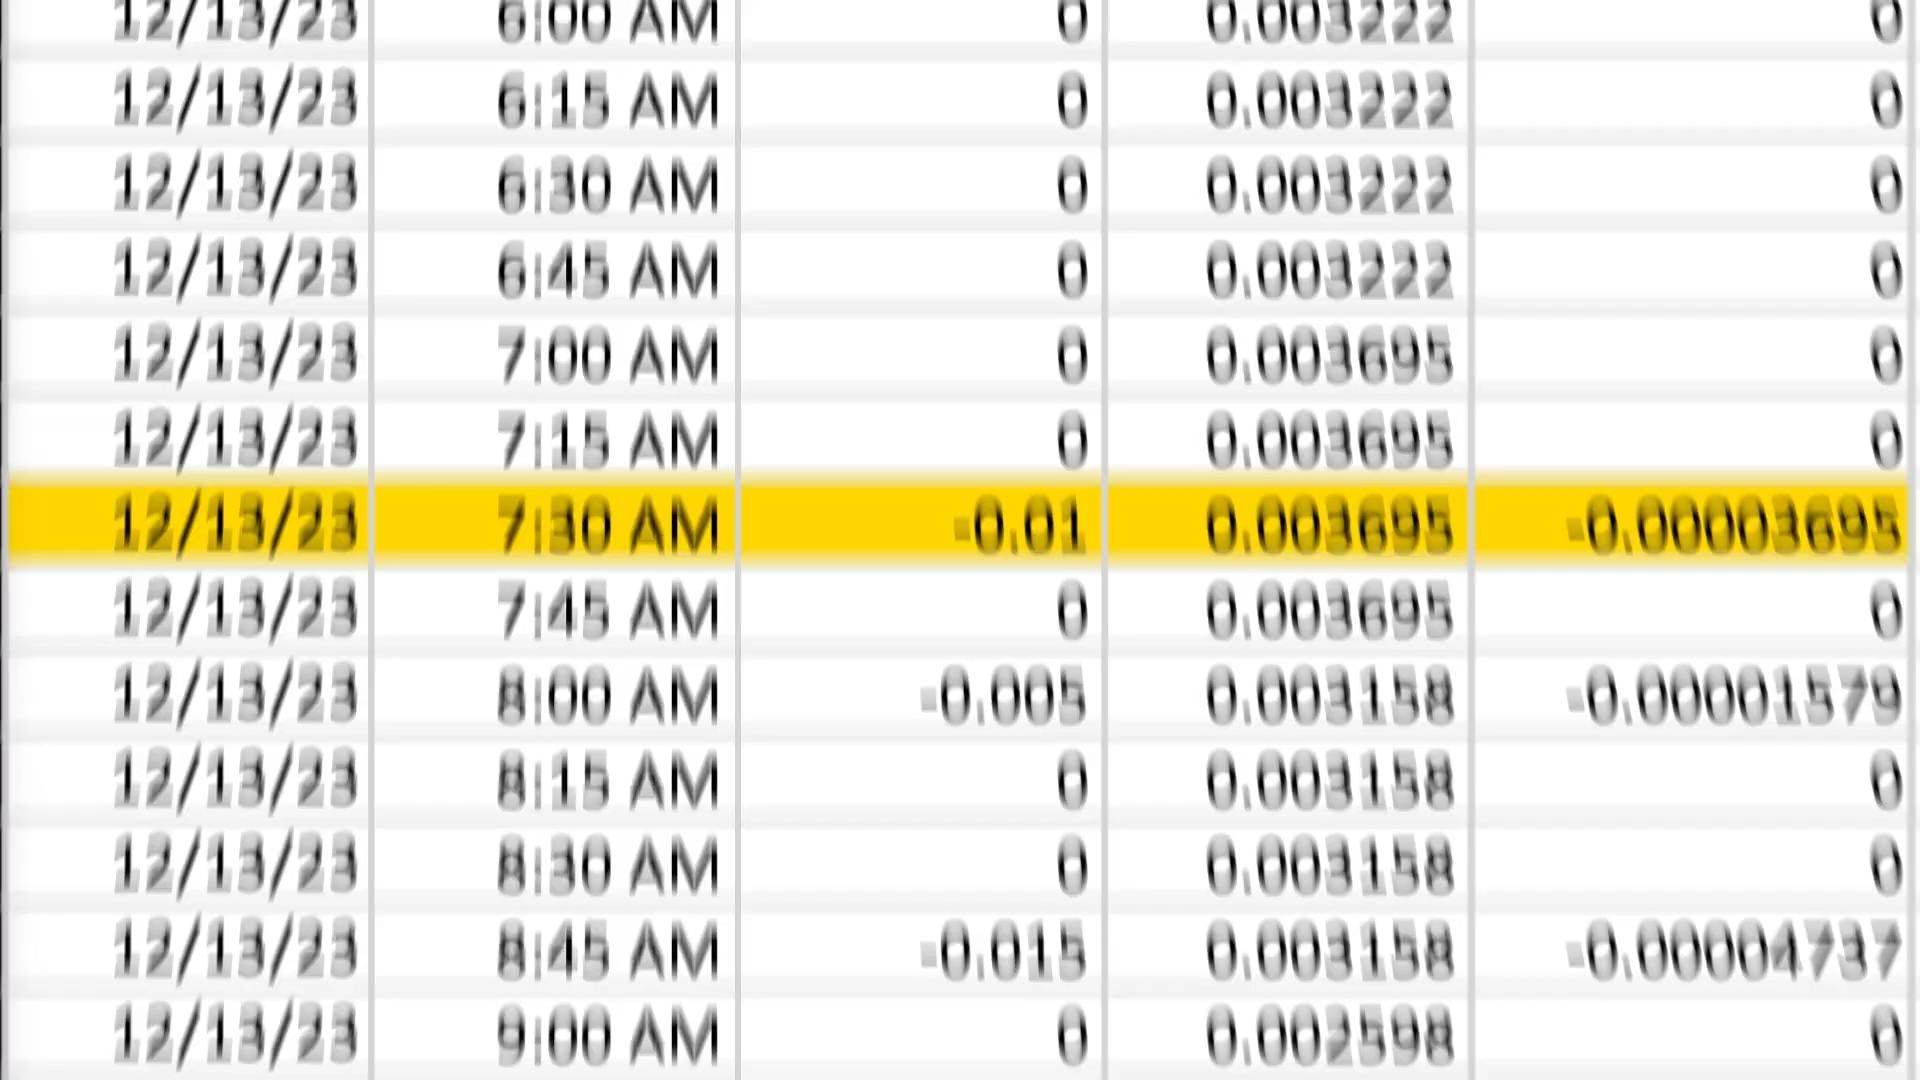 12/13/23 6:00 AM 0 0.003222 0
12/13/23 6:15 AM 0 0.003222 0
12/13/23 6:30 AM 0 0.003222 0
12/13/23 6:45 AM 0 0.003222 0
12/13/23 7:00 AM 0 0.003695 0
12/13/23 7:15 AM 0 0.003695 0
12/13/23 7:30 AM -0.01 0.003695 -0.00003695
12/13/23 7:45 AM 0 0.003695 0
12/13/23 8:00 AM -0.005 0.003158 -0.00001579
12/13/23 8:15 AM 0 0.003158 0
12/13/23 8:30 AM 0 0.003158 0
12/13/23 8:45 AM -0.015 0.003158 -0.00004737
12/13/23 9:00 AM 0 0.002598 0